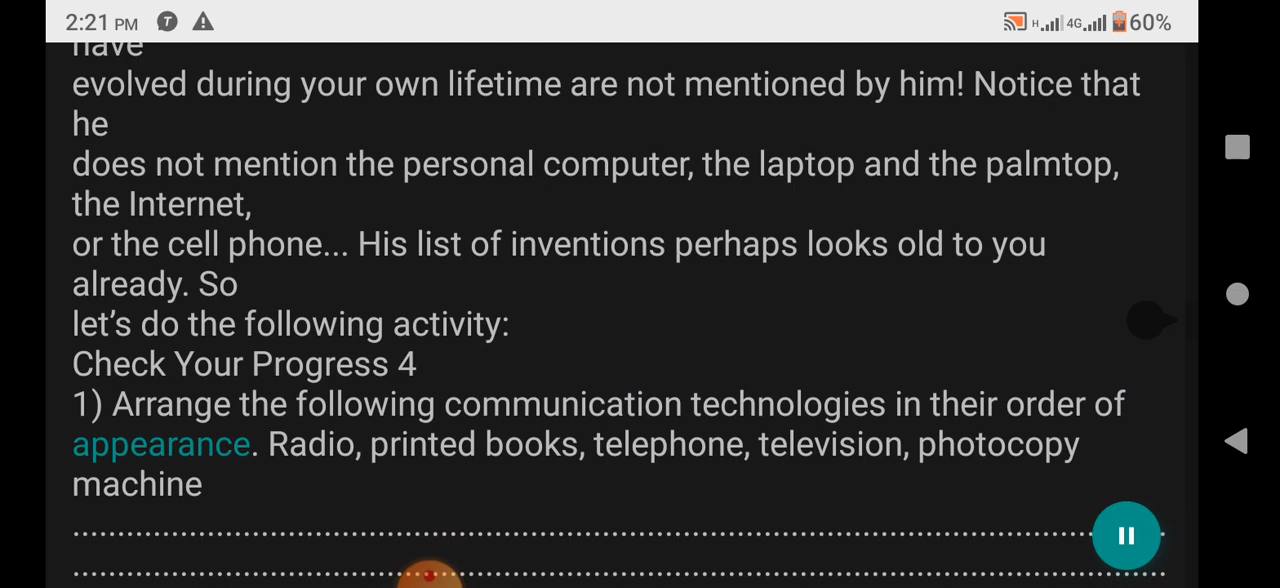 2:21 PM
H 4G 60%
have
evolved during your own lifetime are not mentioned by him! Notice that
he
does not mention the personal computer, the laptop and the palmtop,
the Internet,
or the cell phone... His list of inventions perhaps looks old to you
already. So
let’s do the following activity:
Check Your Progress 4
1) Arrange the following communication technologies in their order of
appearance. Radio, printed books, telephone, television, photocopy
machine
................................................................................................................................
................................................................................................................................